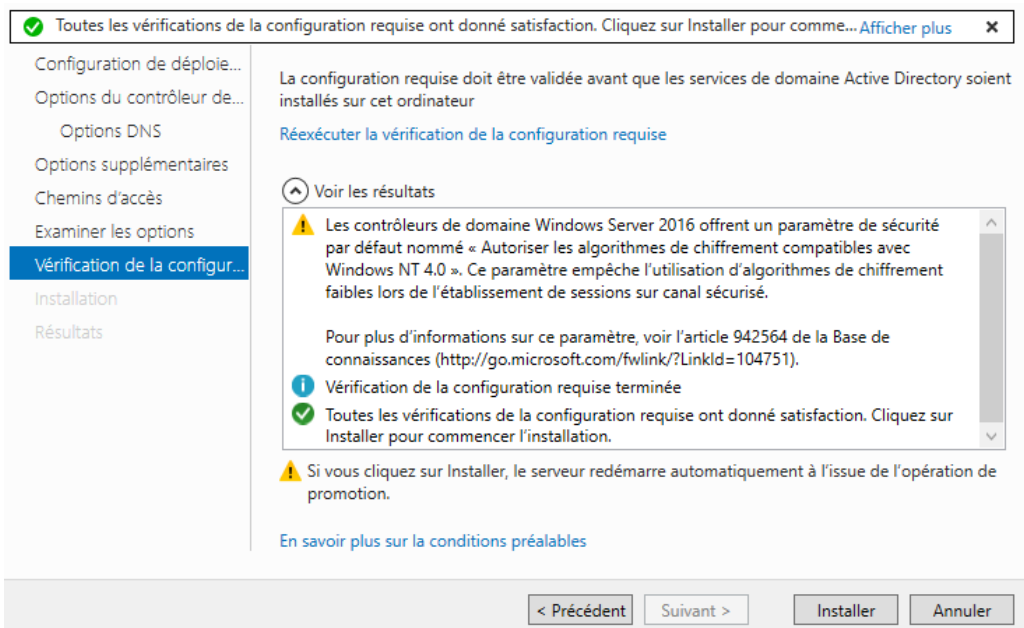 Toutes les vérifications de la configuration requise ont donné satisfaction. Cliquez sur Installer pour comme... Afficher plus
Configuration de déploie...
Options du contrôleur de...
Options DNS
Options supplémentaires
Chemins d'accès
Examiner les options
Vérification de la configur...
Installation
Résultats
La configuration requise doit être validée avant que les services de domaine Active Directory soient
installés sur cet ordinateur
Réexécuter la vérification de la configuration requise
Voir les résultats
Les contrôleurs de domaine Windows Server 2016 offrent un paramètre de sécurité
par défaut nommé « Autoriser les algorithmes de chiffrement compatibles avec
Windows NT 4.0 ». Ce paramètre empêche l'utilisation d'algorithmes de chiffrement
faibles lors de l'établissement de sessions sur canal sécurisé.
Pour plus d'informations sur ce paramètre, voir l'article 942564 de la Base de
connaissances (http://go.microsoft.com/fwlink/?LinkId=104751).
Vérification de la configuration requise terminée
Toutes les vérifications de la configuration requise ont donné satisfaction. Cliquez sur
Installer pour commencer l'installation.
Si vous cliquez sur Installer, le serveur redémarre automatiquement à l'issue de l'opération de
promotion.
En savoir plus sur la conditions préalables
< Précédent
Suivant >
Installer
Annuler